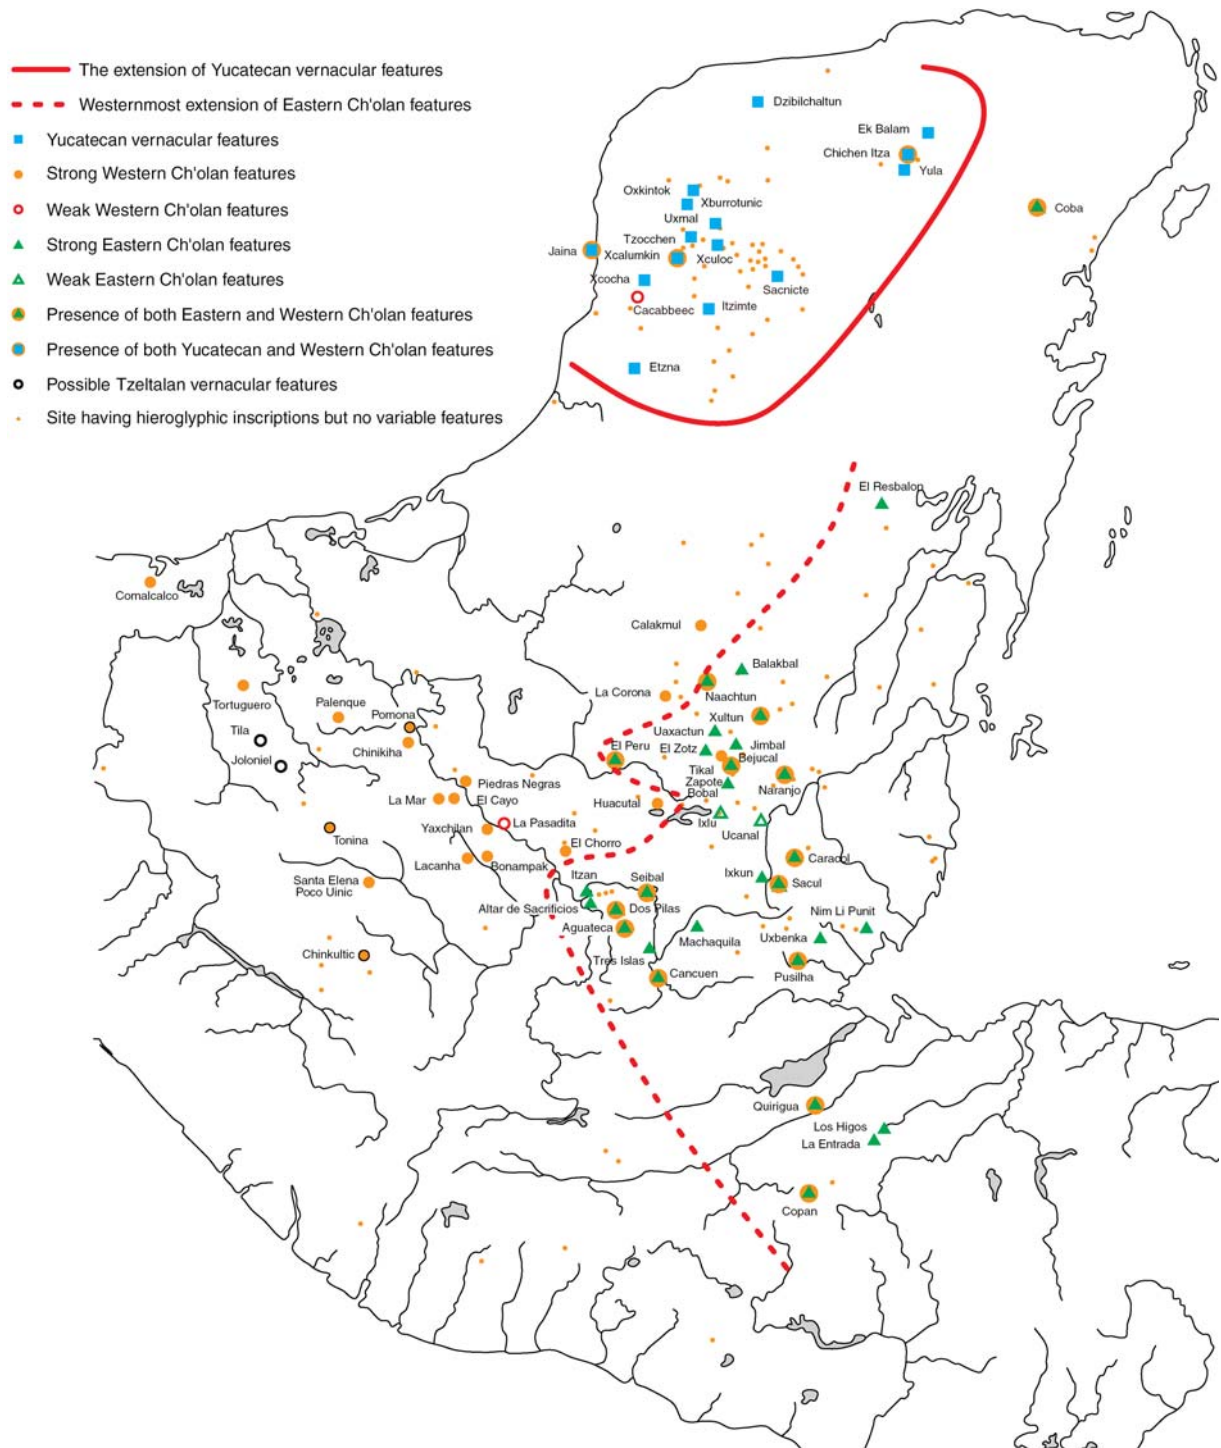 The extension of Yucatecan vernacular features
Westernmost extension of Eastern Ch'olan features
Yucatecan vernacular features
Strong Western Ch'olan features
Weak Western Ch'olan features
Strong Eastern Ch'olan features
Weak Eastern Ch'olan features
Presence of both Eastern and Western Ch'olan features
Presence of both Yucatecan and Western Ch'olan features
Possible Tzeltalan vernacular features
Site having hieroglyphic inscriptions but no variable features
Dzibilchaltun
Ek Balam
Chichen Itza
Yula
Oxkintok
Xburrotunic
Coba
Uxmal
Tzocchen
Jaina
Xcalumkin
Xculoc
Xcocha
Sacnicte
Cacabbeec
Itzimte
Etzna
El Resbalon
Comalcalco
Calakmul
Balakbal
La Corona
Naachtun
Tortuguero
Palenque
Pomona
Xultun
Tila
Uaxactun
Chinikiha
El Peru
El Zotz
Jimbal
Joloniel
Bejucal
Tikal
Piedras Negras
Zapote
Bobal
Naranjo
La Mar
El Cayo
Huacutal
La Pasadita
Ixlu
Yaxchilan
Ucanal
Tonina
El Chorro
Lacanha
Bonampak
Caracol
Itzan
Seibal
Ixkun
Sacul
Santa Elena
Poco Uinic
Altar de Sacrificios
Dos Pilas
Nim Li Punit
Aguateca
Machaquila
Uxbenka
Chinkultic
Tres Islas
Cancuen
Pusilha
Quirigua
Los Higos
La Entrada
Copan